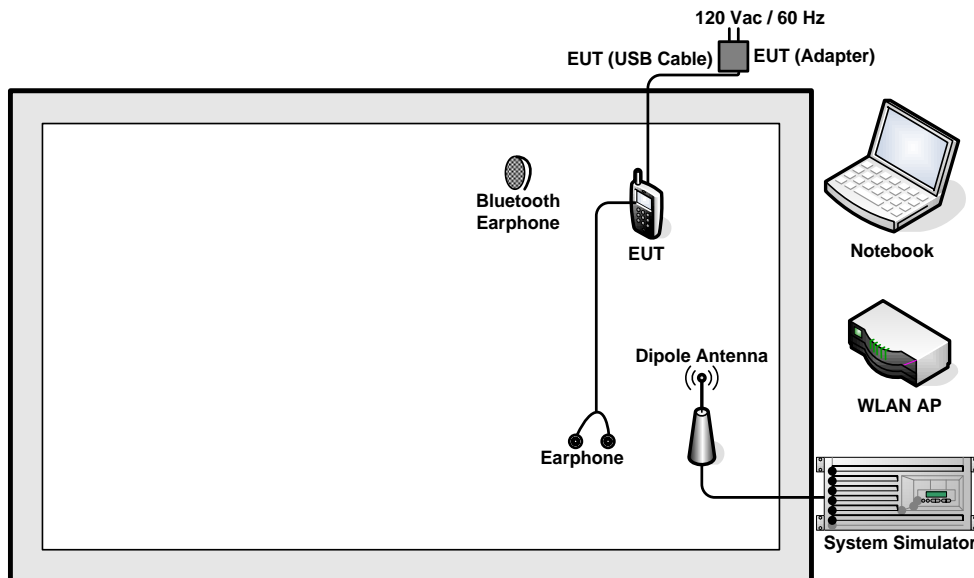 120 Vac / 60 Hz
EUT (USB Cable)
EUT (Adapter)
Bluetooth
Earphone
EUT
Notebook
Dipole Antenna
WLAN AP
Earphone
System Simulator